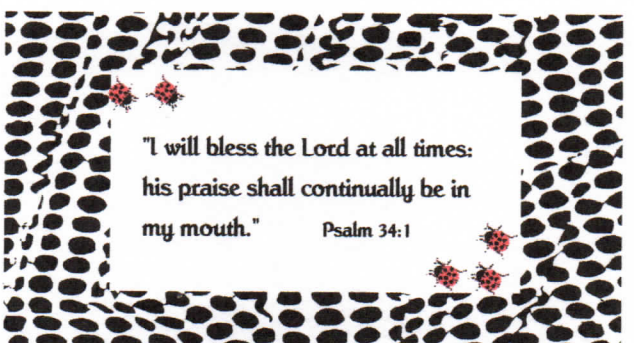 "I will bless the Lord at all times:
his praise shall continually be in
my mouth." Psalm 34:1